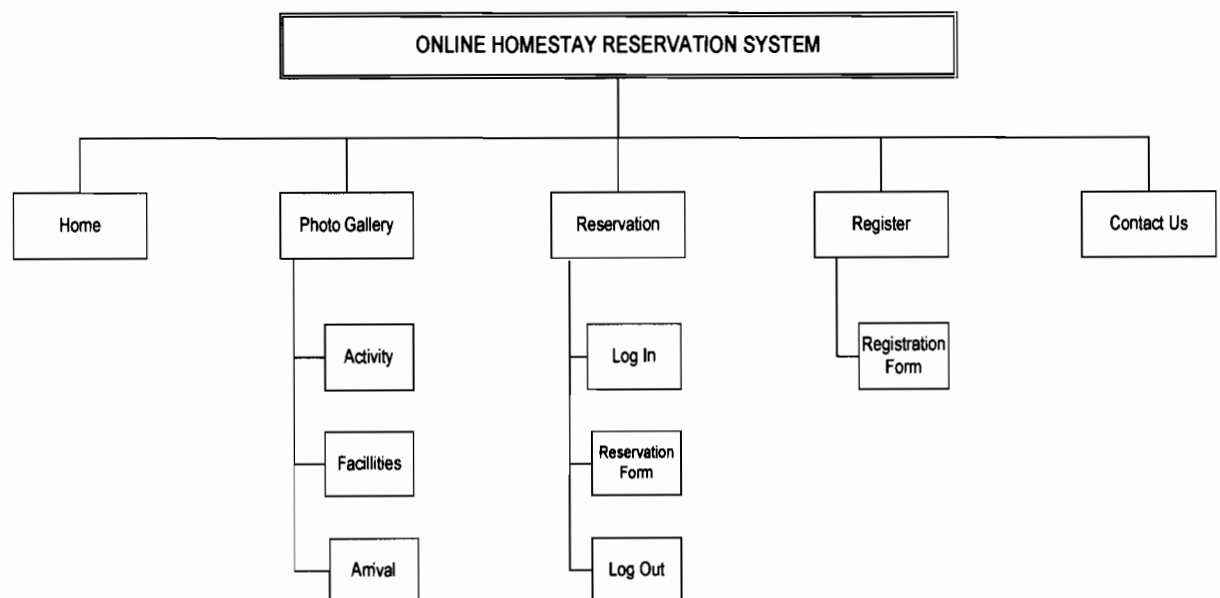 ONLINE HOMESTAY RESERVATION SYSTEM
Home
Photo Gallery
Reservation
Register
Contact Us
Activity
Log In
Registration
Form
Facillities
Reservation
Form
Arrival
Log Out